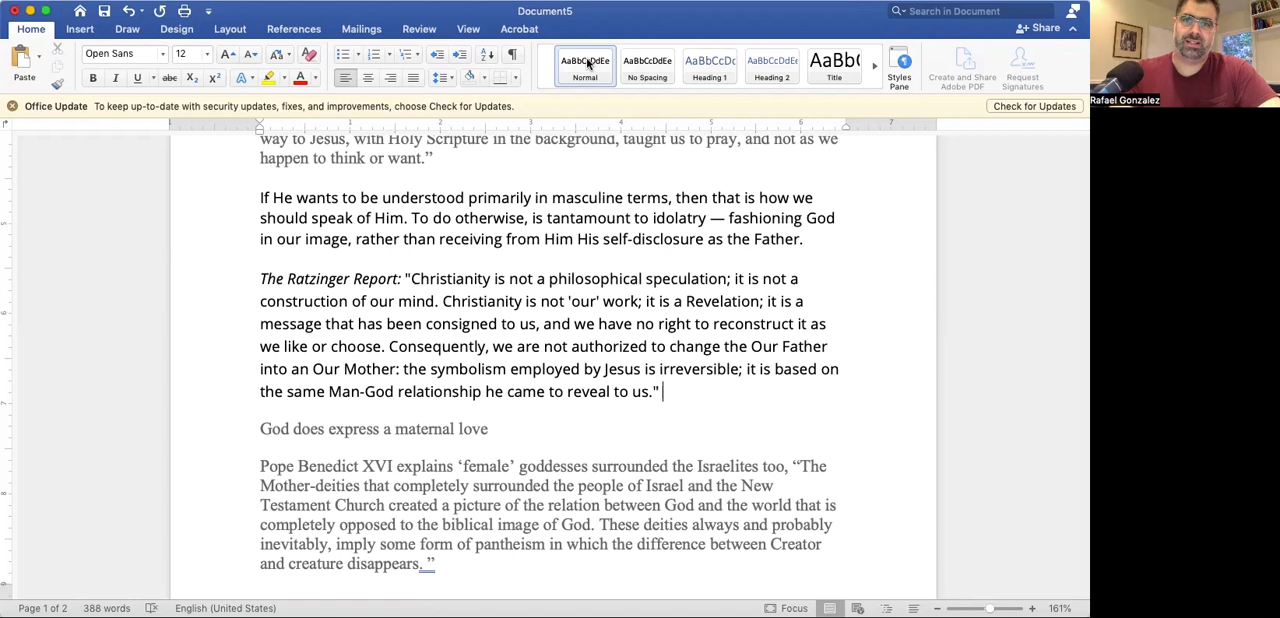 Document5
Search in Document
Home Insert Draw Design Layout References Mailings Review View Acrobat
Share
Paste
Open Sans 12
AaBbCcDdEe AaBbCcDdEe AaBbCcDc AaBbCcDdEe AaBb(
Normal No Spacing Heading 1 Heading 2 Title
Styles Pane
Create and Share Adobe PDF
Request Signatures
Office Update To keep up-to-date with security updates, fixes, and improvements, choose Check for Updates.
Check for Updates
Rafael Gonzalez
1 1 2 3 4 5 6 7
way to Jesus, with Holy Scripture in the background, taught us to pray, and not as we
happen to think or want.”
If He wants to be understood primarily in masculine terms, then that is how we
should speak of Him. To do otherwise, is tantamount to idolatry — fashioning God
in our image, rather than receiving from Him His self-disclosure as the Father.
The Ratzinger Report: "Christianity is not a philosophical speculation; it is not a
construction of our mind. Christianity is not 'our' work; it is a Revelation; it is a
message that has been consigned to us, and we have no right to reconstruct it as
we like or choose. Consequently, we are not authorized to change the Our Father
into an Our Mother: the symbolism employed by Jesus is irreversible; it is based on
the same Man-God relationship he came to reveal to us."
God does express a maternal love
Pope Benedict XVI explains ‘female’ goddesses surrounded the Israelites too, “The
Mother-deities that completely surrounded the people of Israel and the New
Testament Church created a picture of the relation between God and the world that is
completely opposed to the biblical image of God. These deities always and probably
inevitably, imply some form of pantheism in which the difference between Creator
and creature disappears. ”
Page 1 of 2 388 words English (United States) Focus 161%